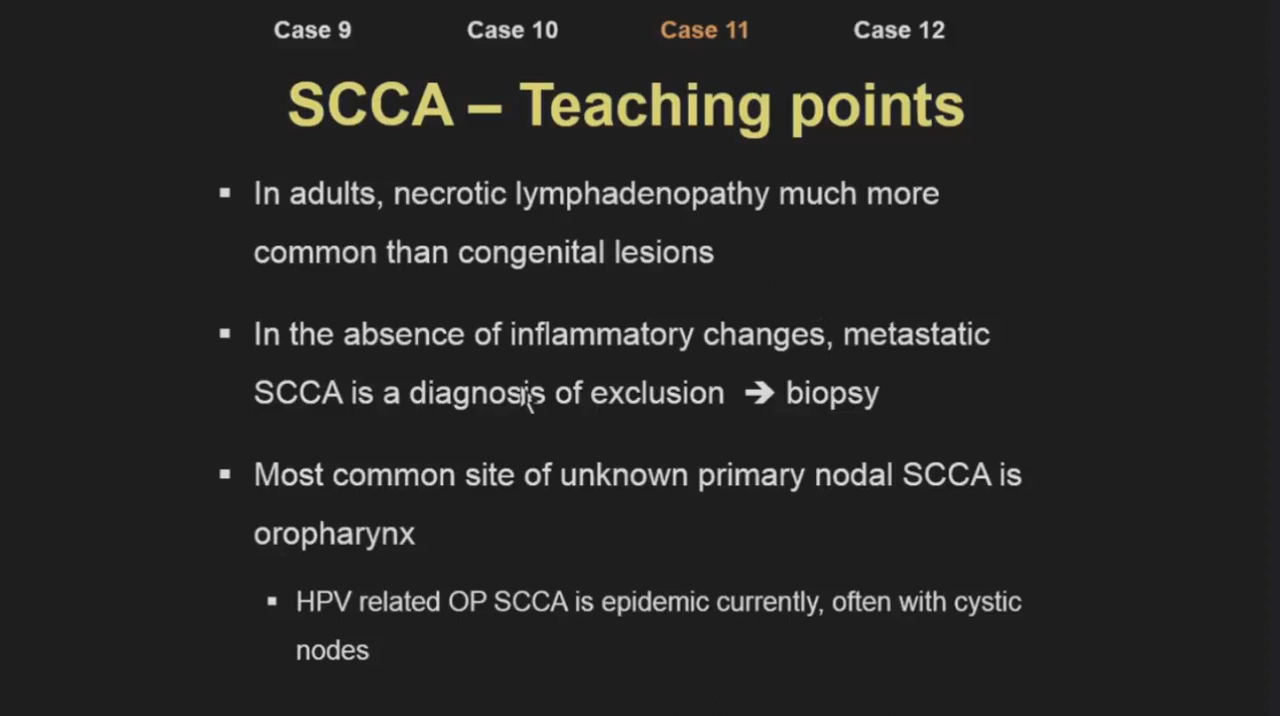 Case 9 Case 10 Case 11 Case 12
SCCA – Teaching points
▪ In adults, necrotic lymphadenopathy much more
common than congenital lesions
▪ In the absence of inflammatory changes, metastatic
SCCA is a diagnosis of exclusion ➔ biopsy
▪ Most common site of unknown primary nodal SCCA is
oropharynx
▪ HPV related OP SCCA is epidemic currently, often with cystic
nodes